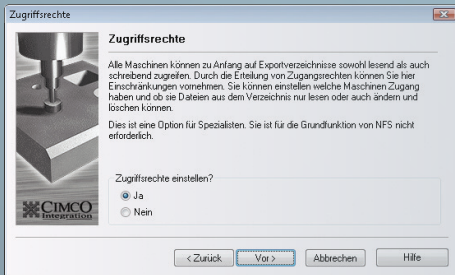 Zugriffsrechte
Zugriffsrechte
Alle Maschinen können zu Anfang auf Exportverzeichnisse sowohl lesend als auch
schreibend zugreifen. Durch die Erteilung von Zugangsrechten können Sie hier
Einschränkungen vornehmen. Sie können einstellen welche Maschinen Zugang
haben und ob sie Dateien aus dem Verzeichnis nur lesen oder auch ändern und
löschen können.
Dies ist eine Option für Spezialisten. Sie ist für die Grundfunktion von NFS nicht
erforderlich.
CIMCO
Integration
Zugriffsrechte einstellen?
Ja
Nein
< Zurück
Vor >
Abbrechen
Hilfe